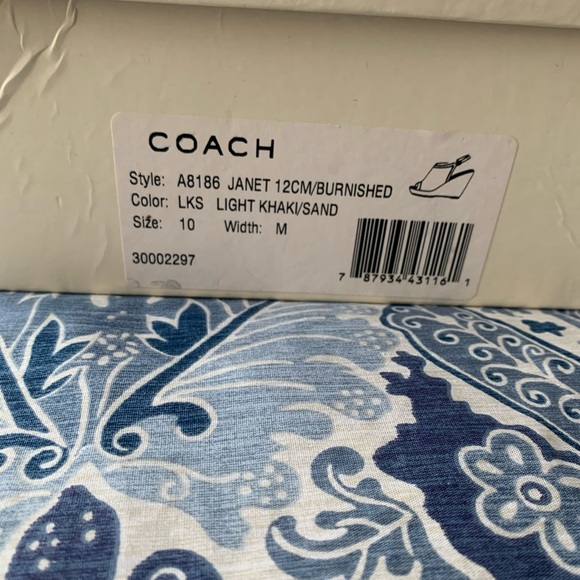 COACH
Style: A8186 JANET 12CM/BURNISHED
Color: LKS LIGHT KHAKI/SAND
Size: 10 Width: M
30002297
7 87934 43116 1